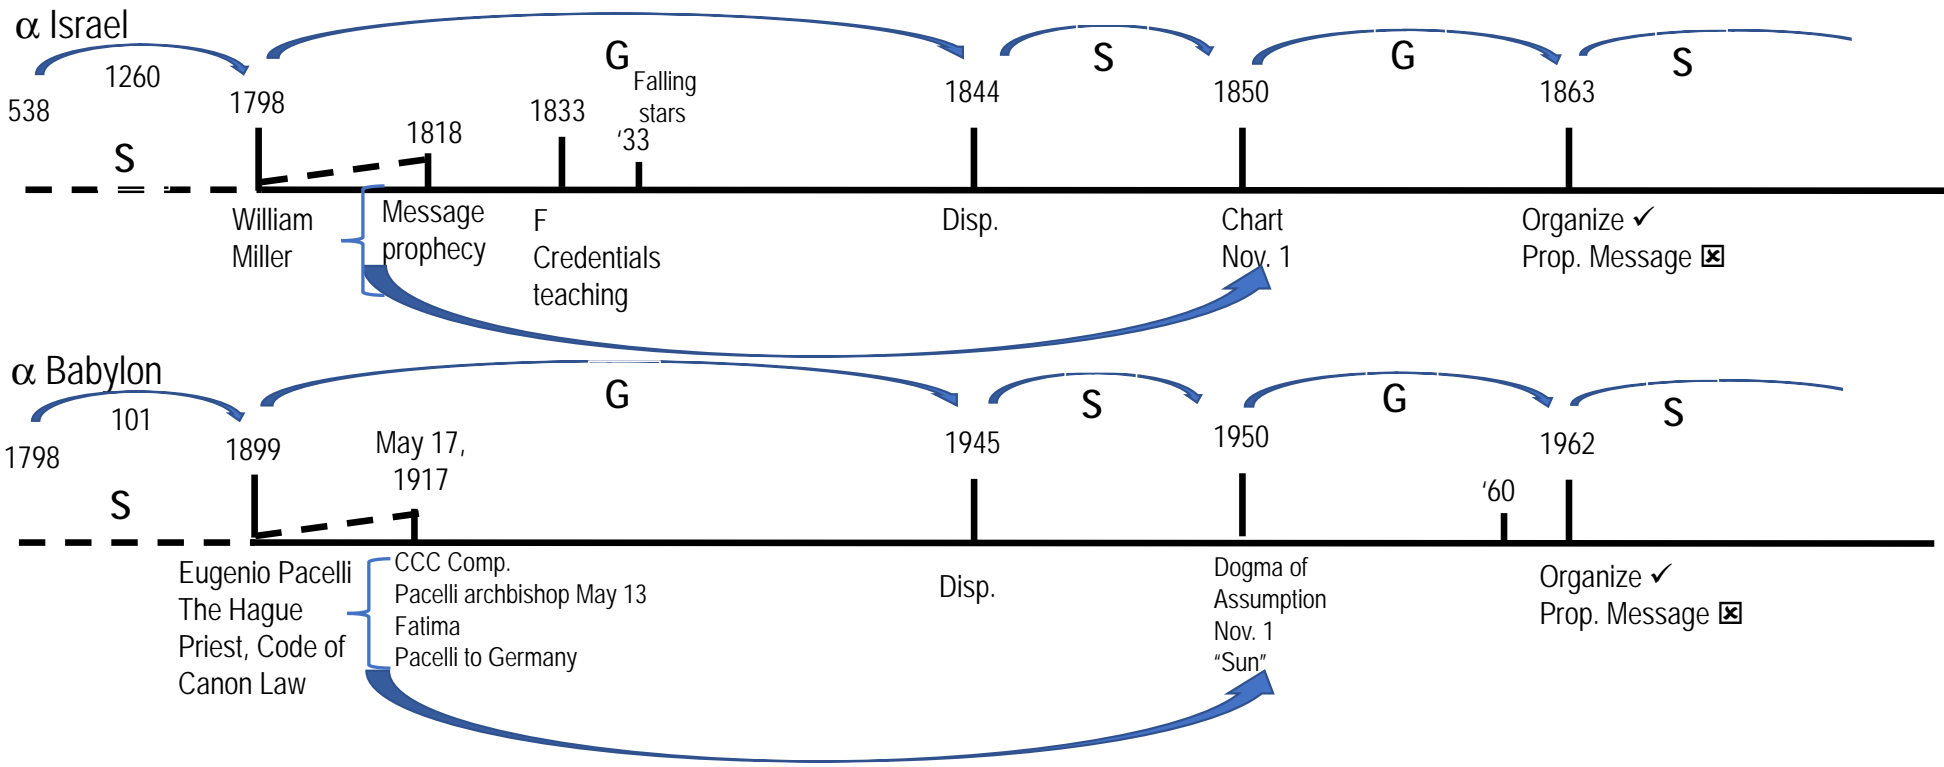 α Israel
G
S
G
S
1260
Falling
stars
538
1798
1818
1833
‘33
1844
1850
1863
S
William
Miller
Message
prophecy
F
Credentials
teaching
Disp.
Chart
Nov. 1
Organize ✓
Prop. Message ☒
α Babylon
G
S
G
S
101
1798
1899
May 17,
1917
1945
1950
‘60
1962
S
Eugenio Pacelli
The Hague
Priest, Code of
Canon Law
CCC Comp.
Pacelli archbishop May 13
Fatima
Pacelli to Germany
Disp.
Dogma of
Assumption
Nov. 1
“Sun”
Organize ✓
Prop. Message ☒